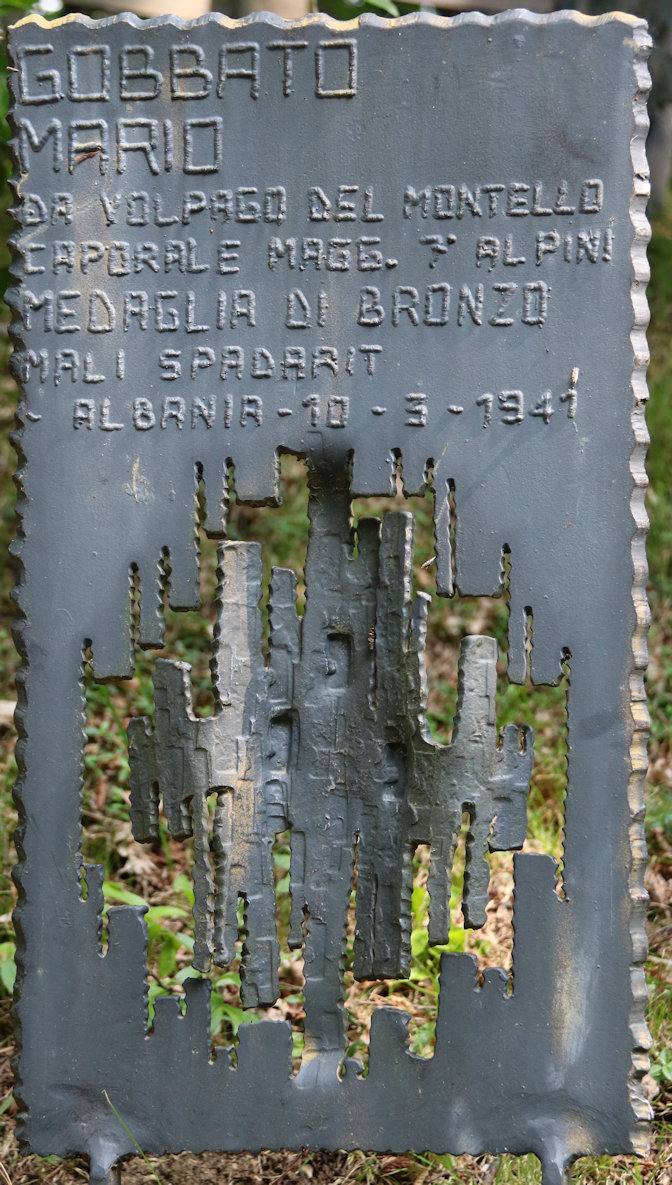 GOBBATO
MARIO
DA VOLPAGO DEL MONTELLO
CAPORALE MAGG. 7° ALPINI
MEDAGLIA DI BRONZO
MALI SPADARIT
- ALBANIA - 10 - 3 - 1941